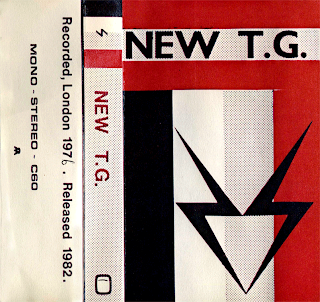 NEW T.G.
NEW T.G.
Recorded, London 1976. Released 1982.
MONO - STEREO - C60